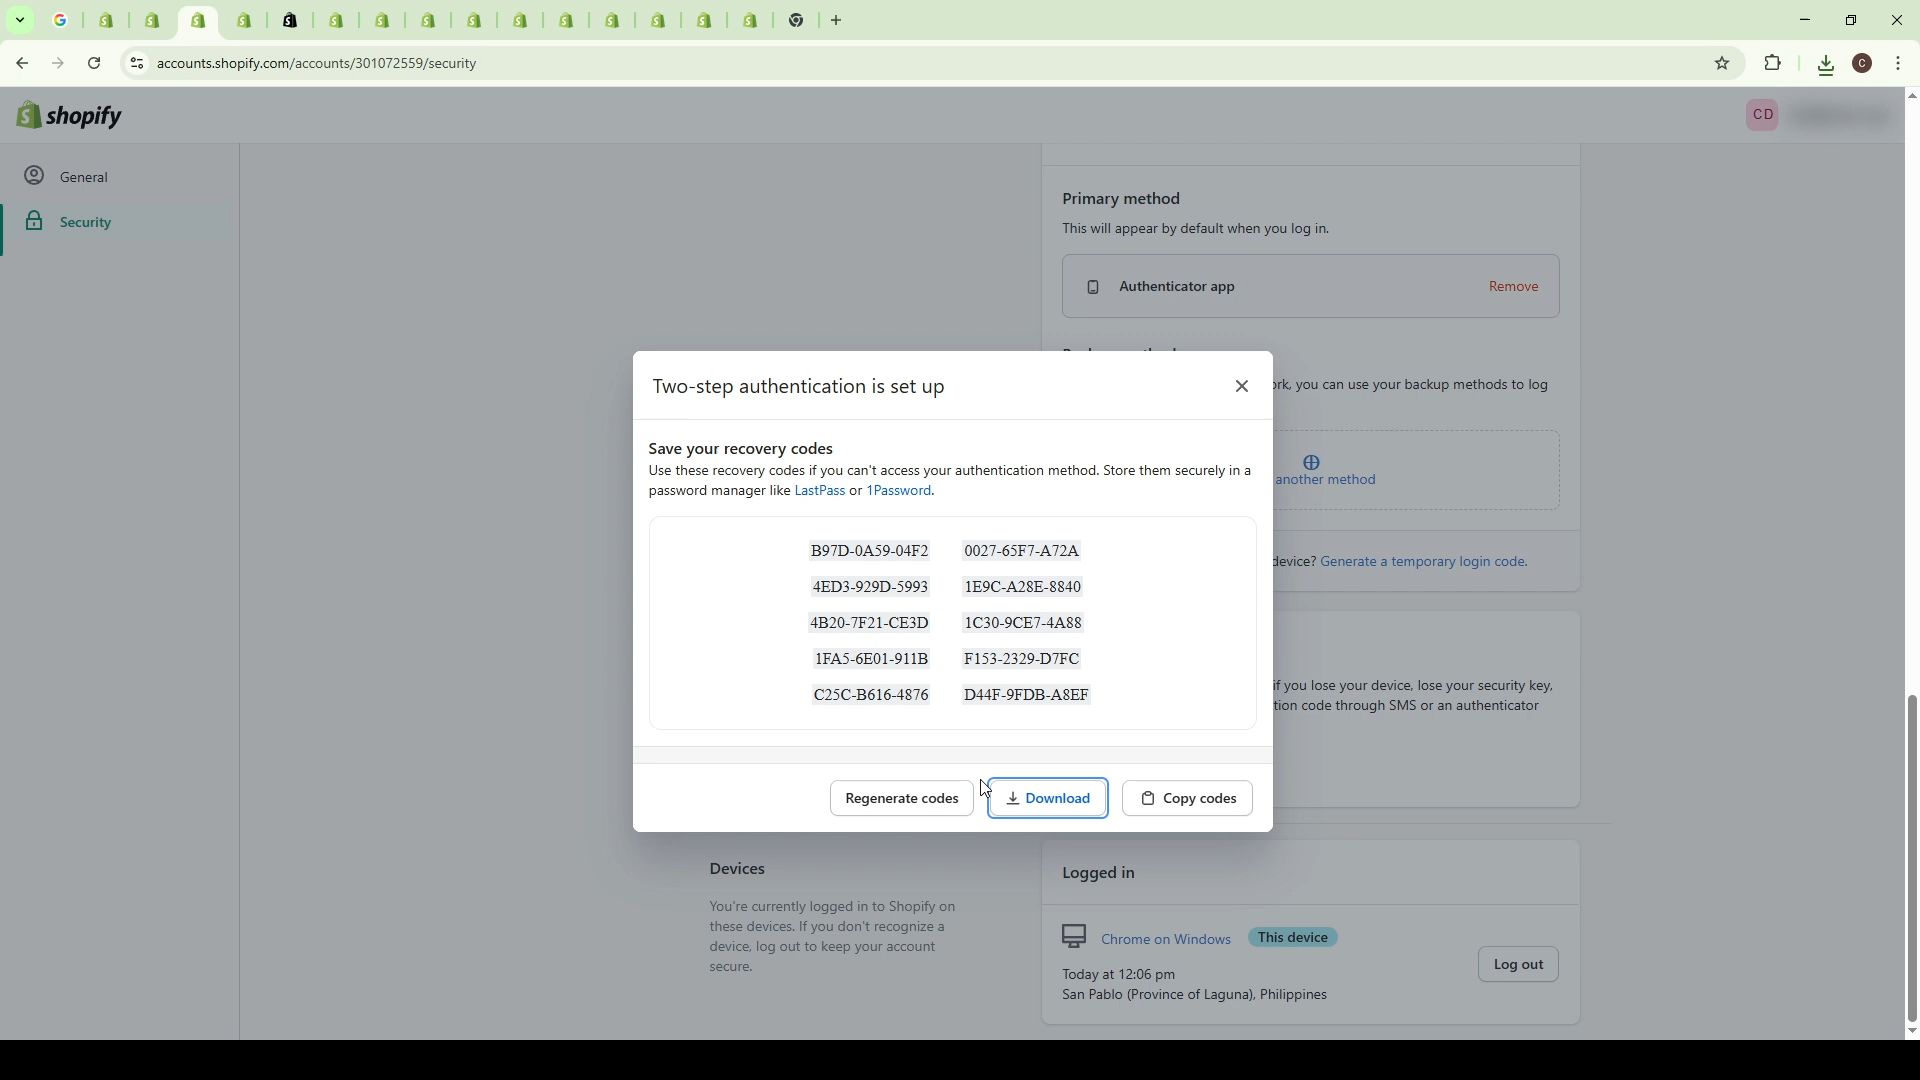 accounts.shopify.com/accounts/301072559/security
C
shopify
CD
General
Security
Primary method
This will appear by default when you log in.
Authenticator app
Remove
rk, you can use your backup methods to log
another method
device? Generate a temporary login code.
if you lose your device, lose your security key,
tion code through SMS or an authenticator
Two-step authentication is set up
Save your recovery codes
Use these recovery codes if you can't access your authentication method. Store them securely in a
password manager like LastPass or 1Password.
B97D-0A59-04F2 0027-65F7-A72A
4ED3-929D-5993 1E9C-A28E-8840
4B20-7F21-CE3D 1C30-9CE7-4A88
1FA5-6E01-911B F153-2329-D7FC
C25C-B616-4876 D44F-9FDB-A8EF
Regenerate codes
Download
Copy codes
Devices
You're currently logged in to Shopify on
these devices. If you don't recognize a
device, log out to keep your account
secure.
Logged in
Chrome on Windows This device
Today at 12:06 pm
San Pablo (Province of Laguna), Philippines
Log out